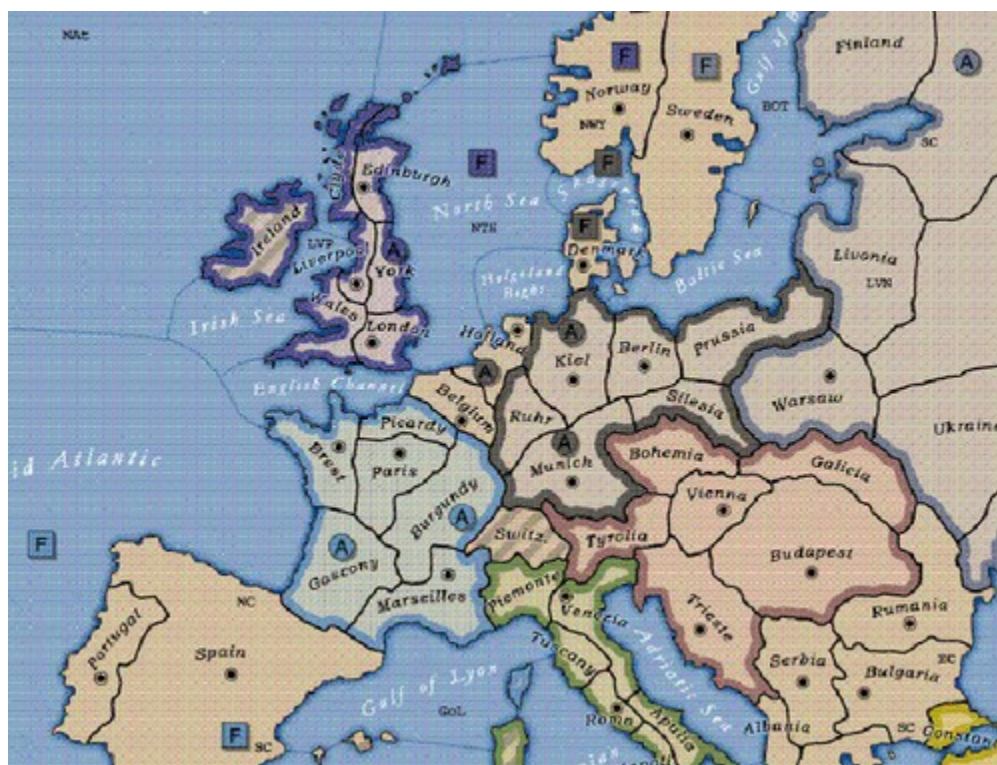 NAt
Finland
F
F
A
Norway
NWY
Sweden
Gulf of B
BOT
SC
F
F
Clyde
Edinburgh
North Sea
NTS
Skagerrak
F
Denmark
Ireland
LVP
Liverpool
A
York
Wales
London
Irish Sea
Helgoland
Bight
Baltic Sea
Livonia
LVN
Holland
A
Kiel
Berlin
Prussia
Warsaw
A
English Channel
Belgium
Ruhr
A
Munich
Silesia
Ukraine
Picardy
Brest
Paris
Burgundy
A
Bohemia
Galicia
Vienna
id Atlantic
F
A
Gascony
Marseilles
Switz.
Tyrolia
Budapest
Piemonte
Venezia
Trieste
Rumania
NC
Portugal
Spain
Tuscany
Adriatic Sea
Serbia
Bulgaria
EC
Gulf of Lyon
GoL
Rome
Apulia
Albania
SC
Constan
F
SC